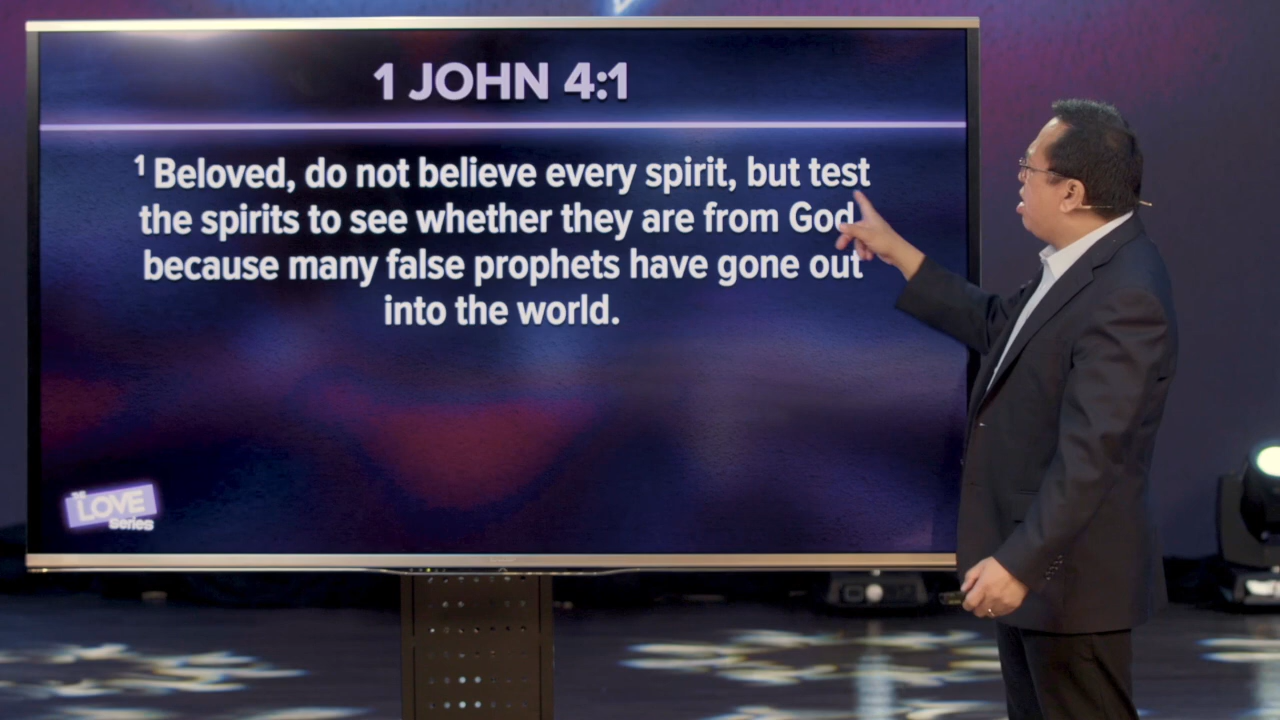 1 JOHN 4:1
1 Beloved, do not believe every spirit, but test
the spirits to see whether they are from God
because many false prophets have gone out
into the world.
THE
LOVE
series